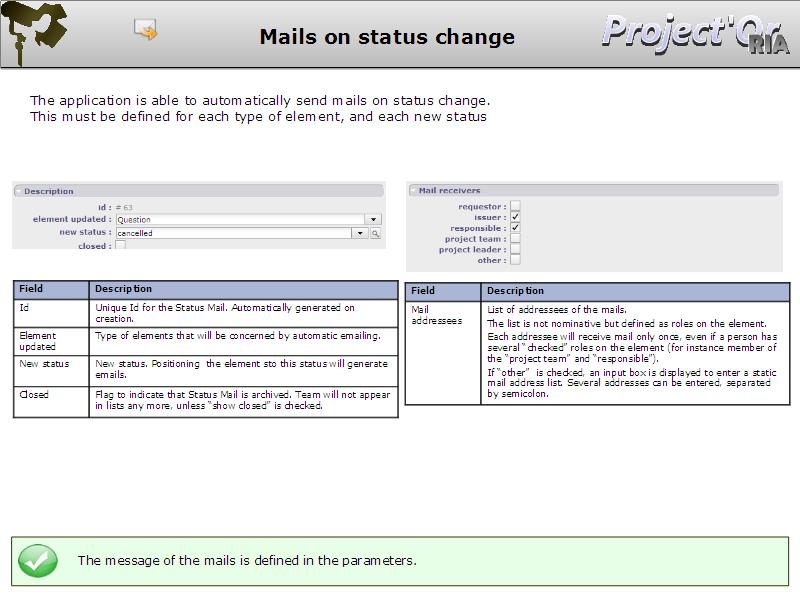 Mails on status change
Project'Or
RIA
The application is able to automatically send mails on status change.
This must be defined for each type of element, and each new status
Description
id : # 63
element updated : Question
new status : cancelled
closed :
Mail receivers
requestor :
issuer :
responsible :
project team :
project leader :
other :
Field Description
Id Unique Id for the Status Mail. Automatically generated on
creation.
Element Type of elements that will be concerned by automatic emailing.
updated
New status New status. Positioning the element sto this status will generate
emails.
Closed Flag to indicate that Status Mail is archived. Team will not appear
in lists any more, unless “show closed” is checked.
Field Description
Mail List of addressees of the mails.
addressees The list is not nominative but defined as roles on the element.
Each addressee will receive mail only once, even if a person has
several “checked” roles on the element (for instance member of
the “project team” and “responsible”).
If “other” is checked, an input box is displayed to enter a static
mail address list. Several addresses can be entered, separated
by semicolon.
The message of the mails is defined in the parameters.